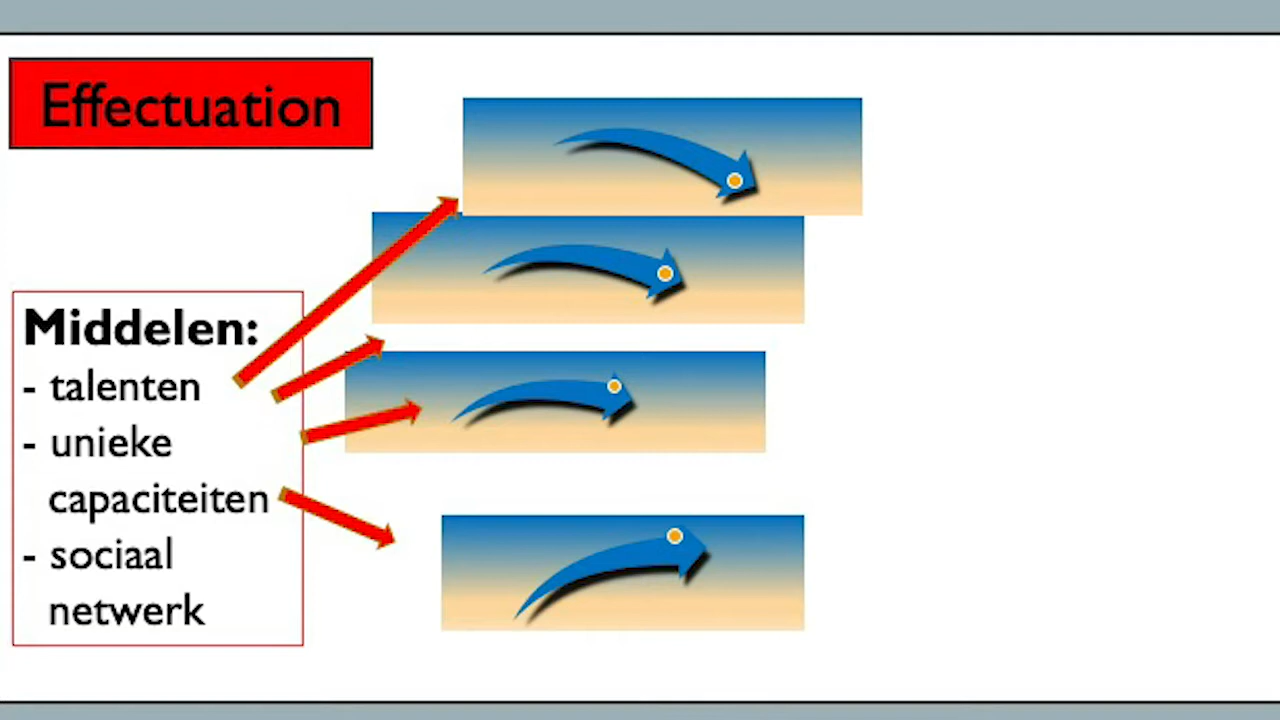 Effectuation
Middelen:
- talenten
- unieke
capaciteiten
- sociaal
netwerk